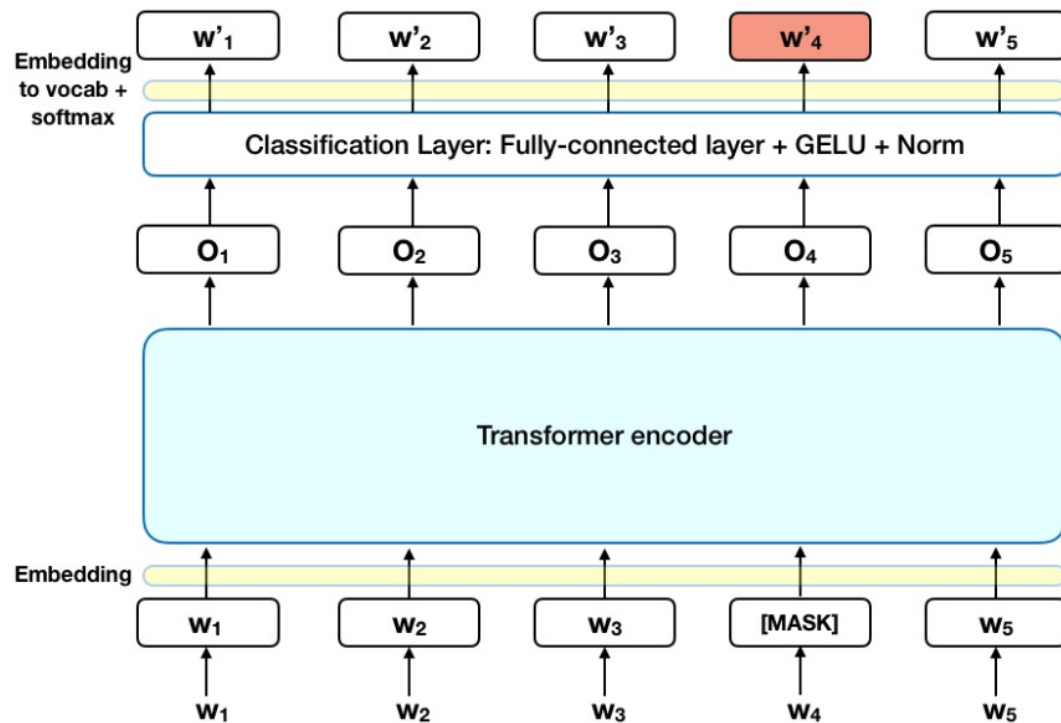 w'₁ w'₂ w'₃ w'₄ w'₅
Embedding
to vocab +
softmax
Classification Layer: Fully-connected layer + GELU + Norm
O₁ O₂ O₃ O₄ O₅
Transformer encoder
Embedding
w₁ w₂ w₃ [MASK] w₅
w₁ w₂ w₃ w₄ w₅